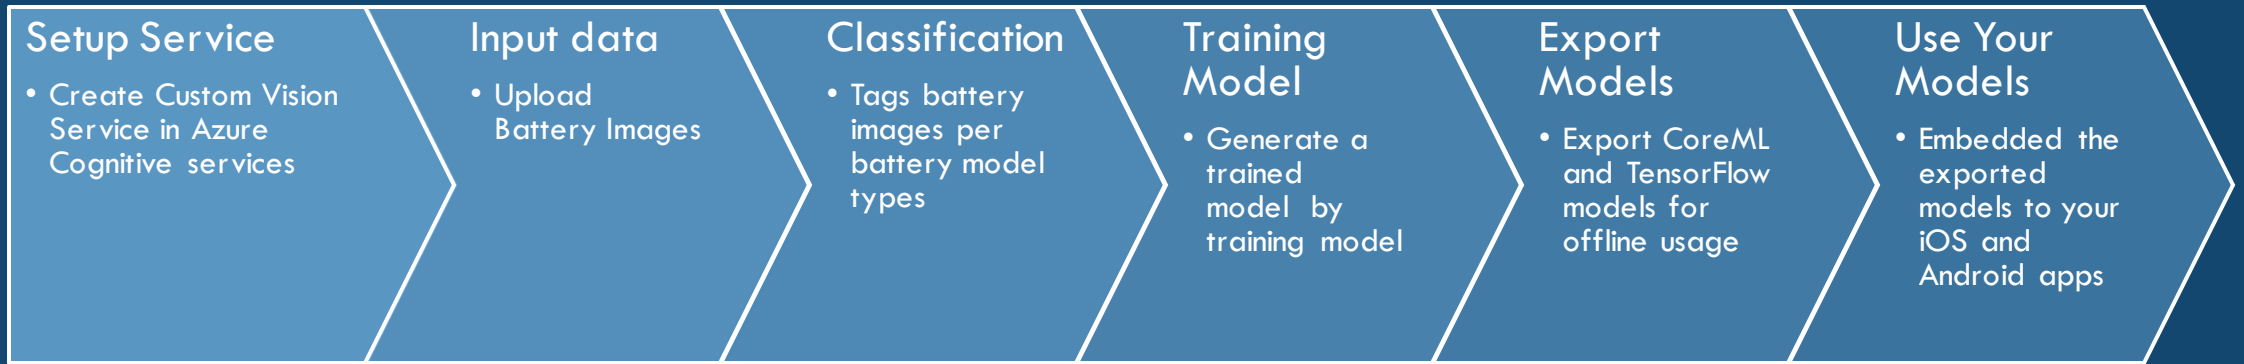 Setup Service
• Create Custom Vision
Service in Azure
Cognitive services
Input data
• Upload
Battery Images
Classification
• Tags battery
images per
battery model
types
Training
Model
• Generate a
trained
model by
training model
Export
Models
• Export CoreML
and TensorFlow
models for
offline usage
Use Your
Models
• Embedded the
exported
models to your
iOS and
Android apps